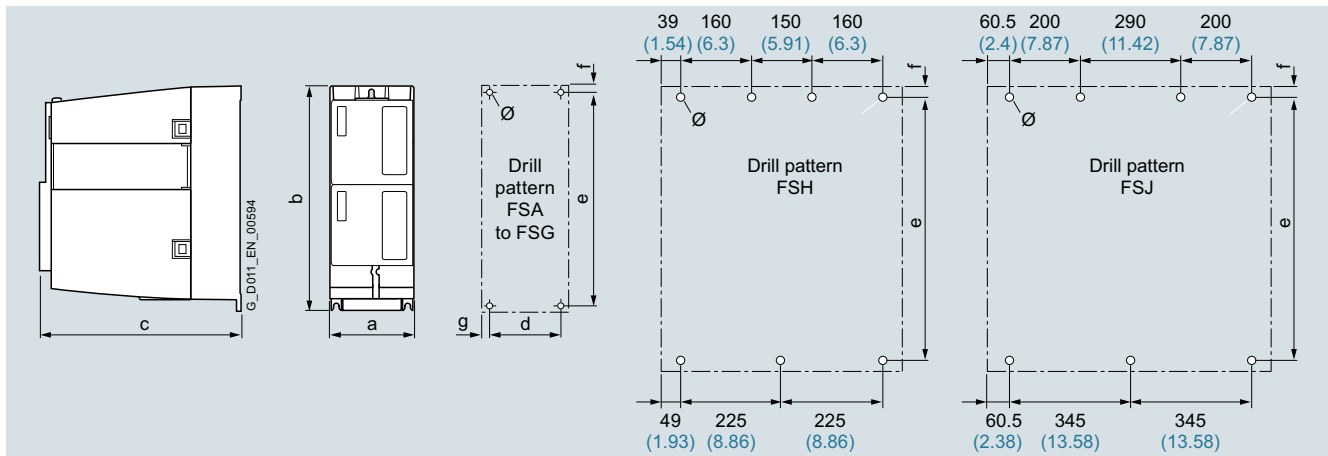 G_D011_EN_00594
c
b
a
Ø
Drill
pattern
FSA
to FSG
f
e
g
d
39 160 150 160
(1.54) (6.3) (5.91) (6.3)
f
Ø
Drill pattern
FSH
e
49 225 225
(1.93) (8.86) (8.86)
60.5 200 290 200
(2.4) (7.87) (11.42) (7.87)
f
Ø
Drill pattern
FSJ
e
60.5 345 345
(2.38) (13.58) (13.58)